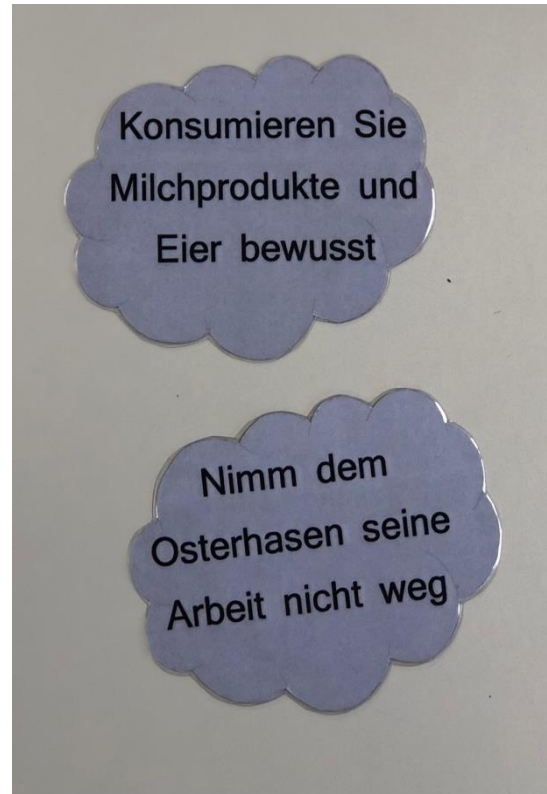 Konsumieren Sie
Milchprodukte und
Eier bewusst
Nimm dem
Osterhasen seine
Arbeit nicht weg